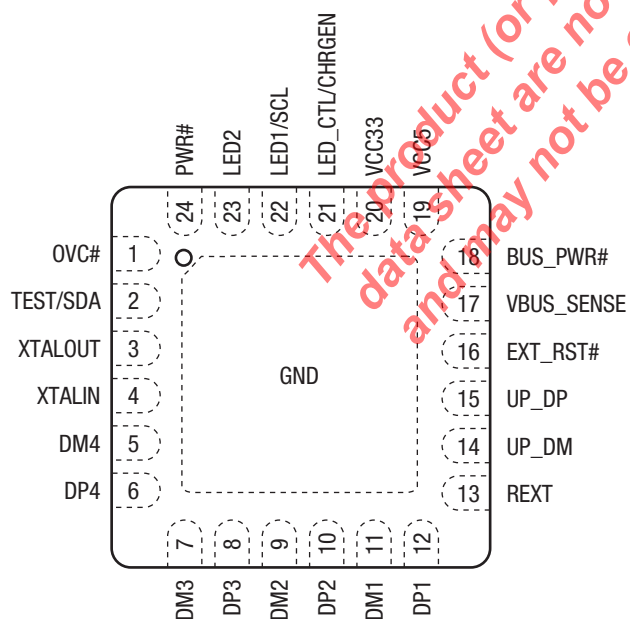 The product (or
data sheet are no
and may not be
PWR#
LED2
LED1/SCL
LED_CTL/CHRGEN
VCC33
VCC5
24
23
22
21
20
19
OVC# 1
TEST/SDA 2
XTALOUT 3
XTALIN 4
DM4 5
DP4 6
GND
18 BUS_PWR#
17 VBUS_SENSE
16 EXT_RST#
15 UP_DP
14 UP_DM
13 REXT
7
8
9
10
11
12
DM3
DP3
DM2
DP2
DM1
DP1